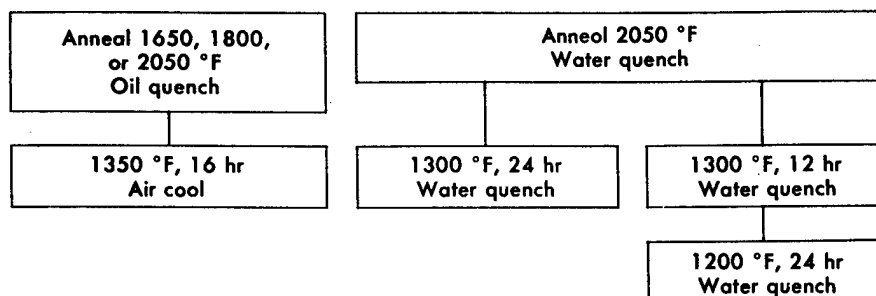 Anneal 1650, 1800,
or 2050 °F
Oil quench
Anneol 2050 °F
Water quench
1350 °F, 16 hr
Air cool
1300 °F, 24 hr
Water quench
1300 °F, 12 hr
Water quench
1200 °F, 24 hr
Water quench